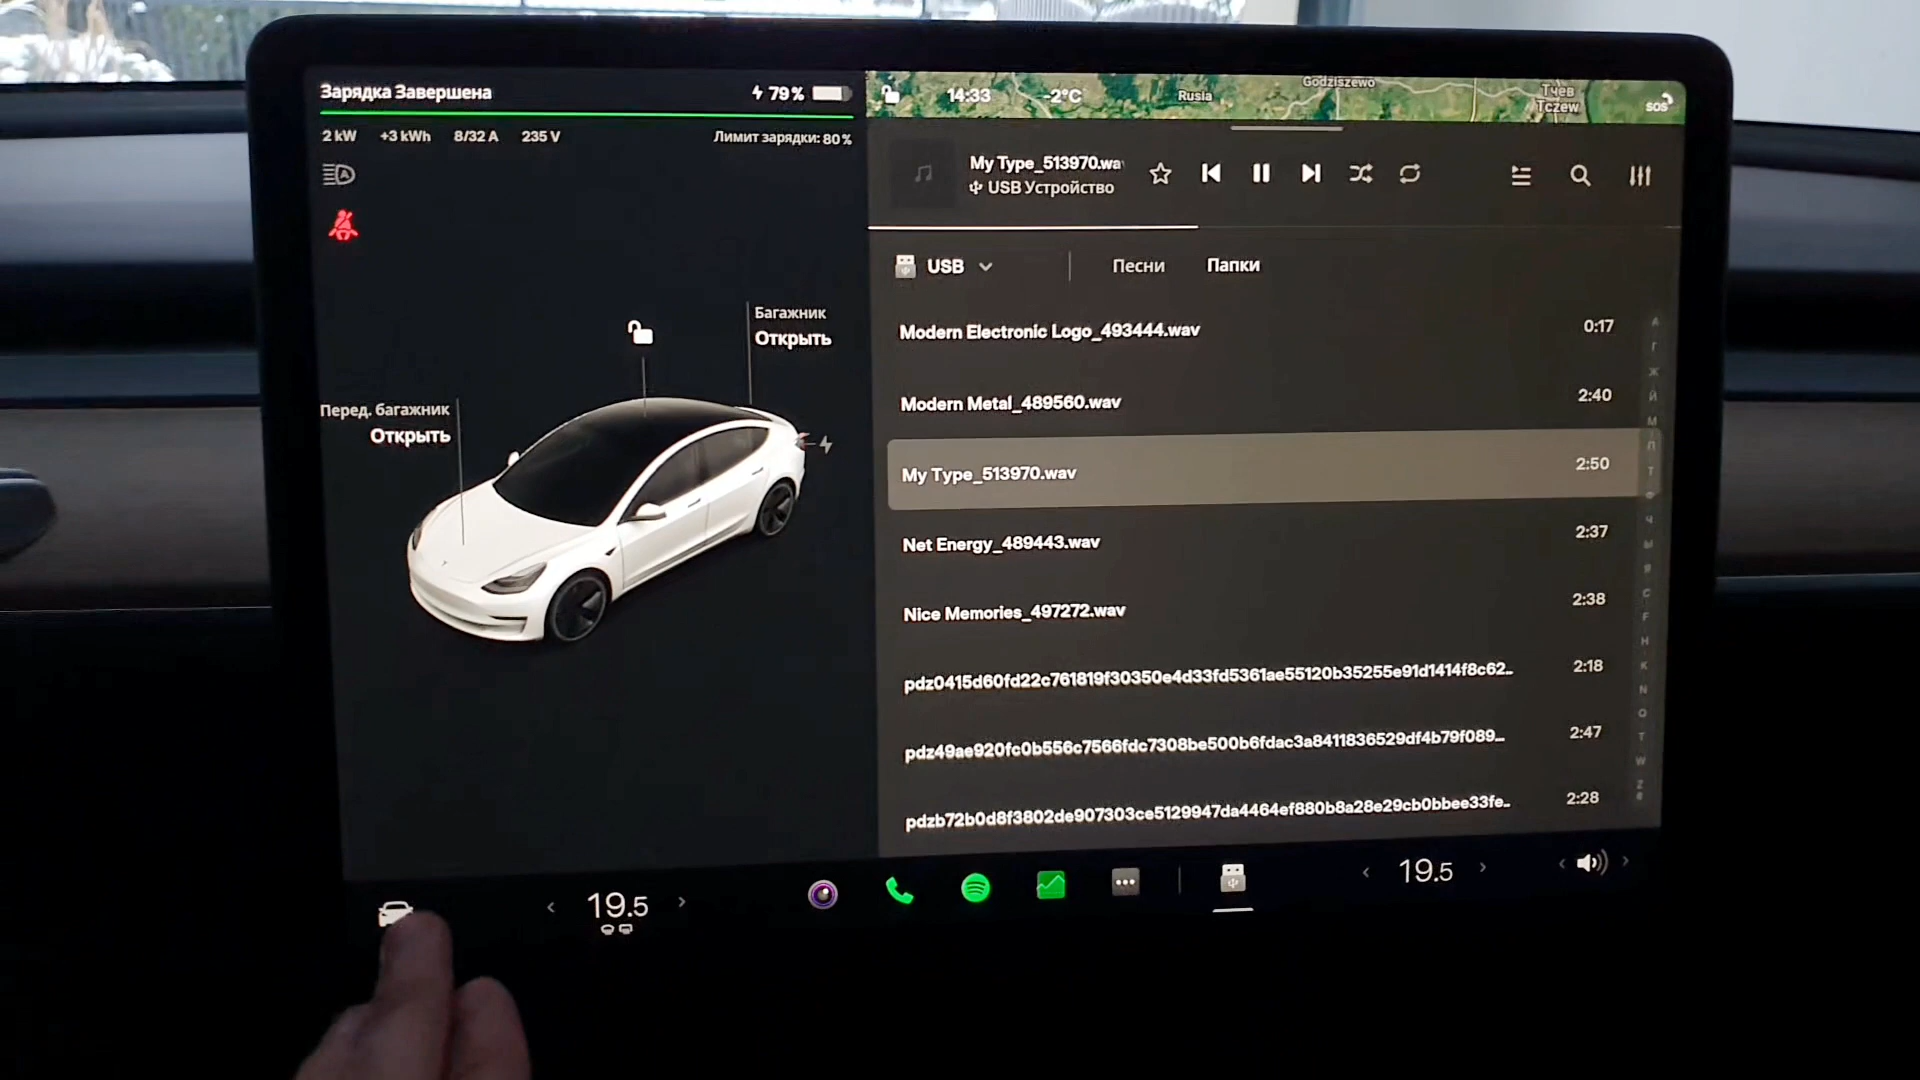 Зарядка Завершена
79%
2 kW +3 kWh 8/32 A 235 V Лимит зарядки: 80%
Багажник
Открыть
Перед. багажник
Открыть
14:33 -2°C Rusia Godziszewo
Тчев
Tczew
SOS
My Type_513970.wa
USB Устройство
USB Песни Папки
Modern Electronic Logo_493444.wav 0:17
Modern Metal_489560.wav 2:40
My Type_513970.wav 2:50
Net Energy_489443.wav 2:37
Nice Memories_497272.wav 2:38
pdz0415d60fd22c761819f30350e4d33fd5361ae55120b35255e91d1414f8c62... 2:18
pdz49ae920fc0b556c7566fdc7308be500b6fdac3a8411836529df4b79f089... 2:47
pdzb72b0d8f3802de907303ce5129947da4464ef880b8a28e29cb0bbee33fe... 2:28
19.5 19.5